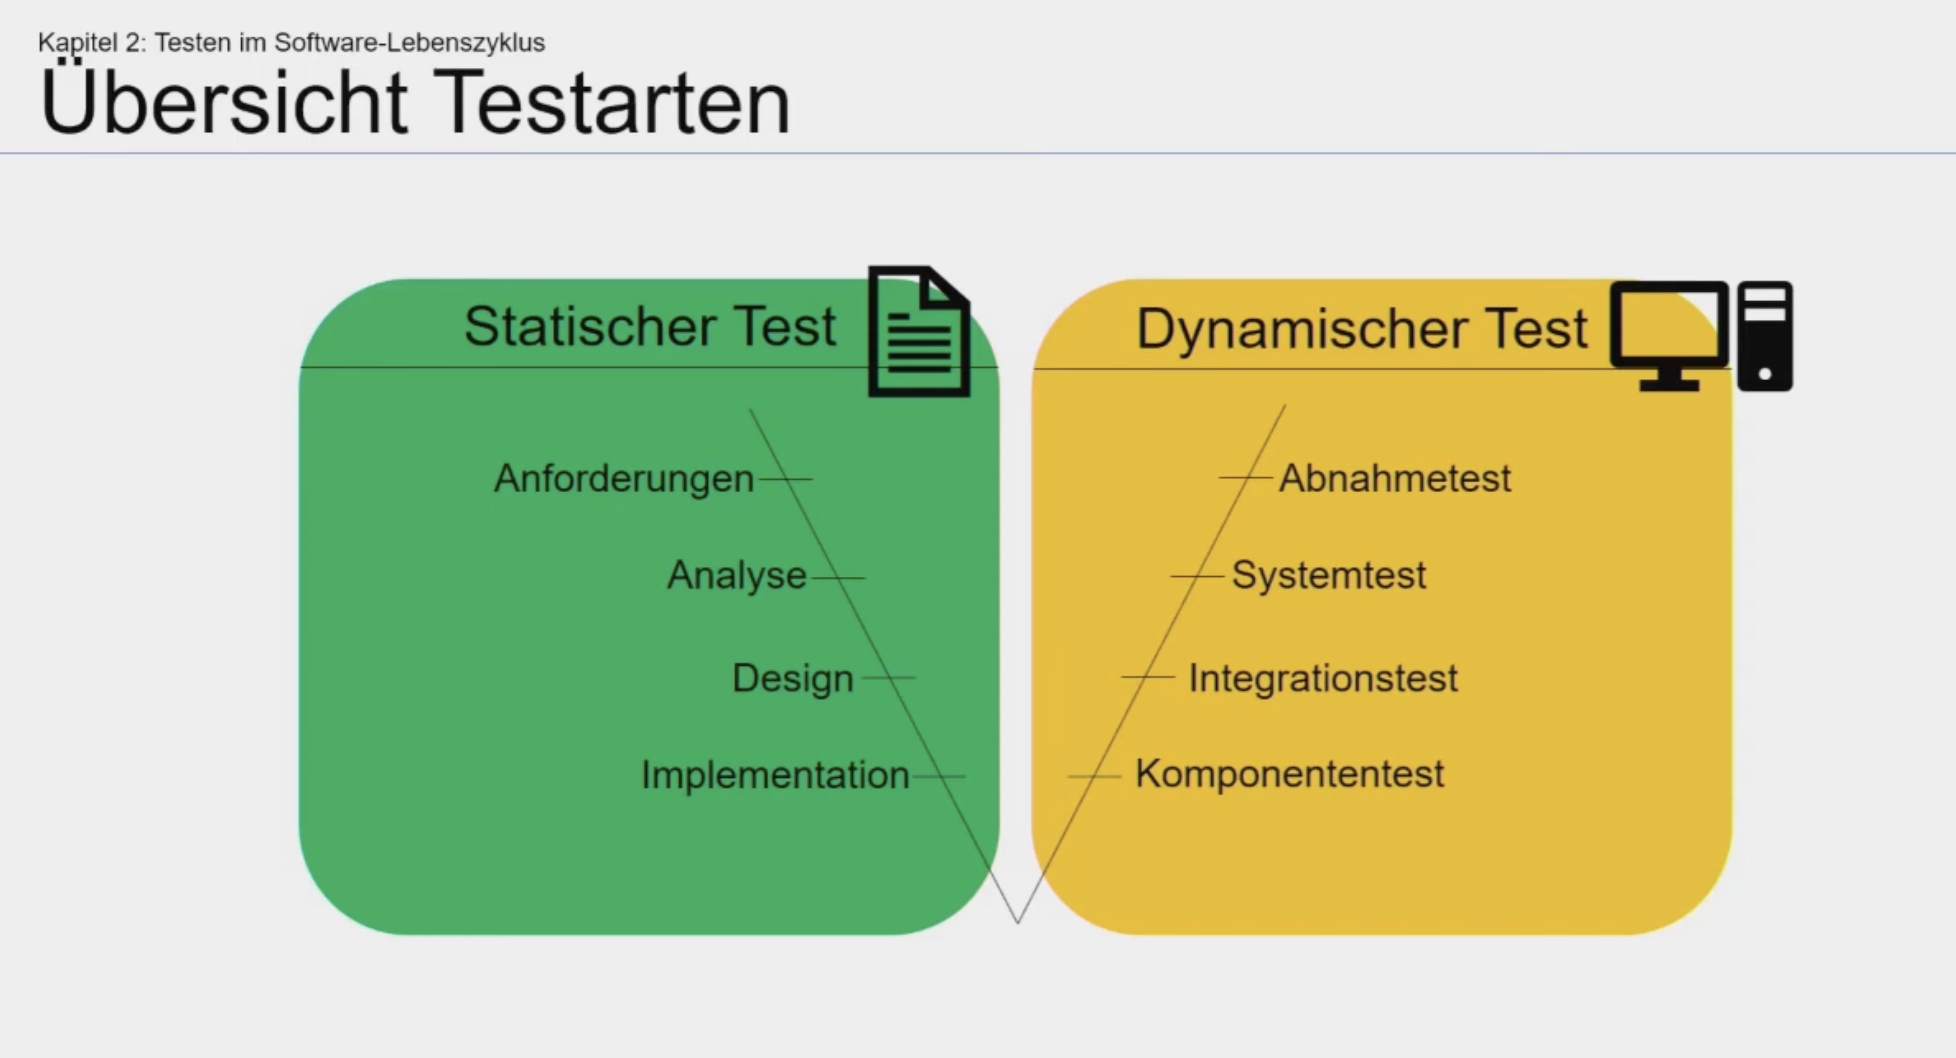 Kapitel 2: Testen im Software-Lebenszyklus
Übersicht Testarten
Statischer Test
Anforderungen
Analyse
Design
Implementation
Dynamischer Test
Abnahmetest
Systemtest
Integrationstest
Komponententest